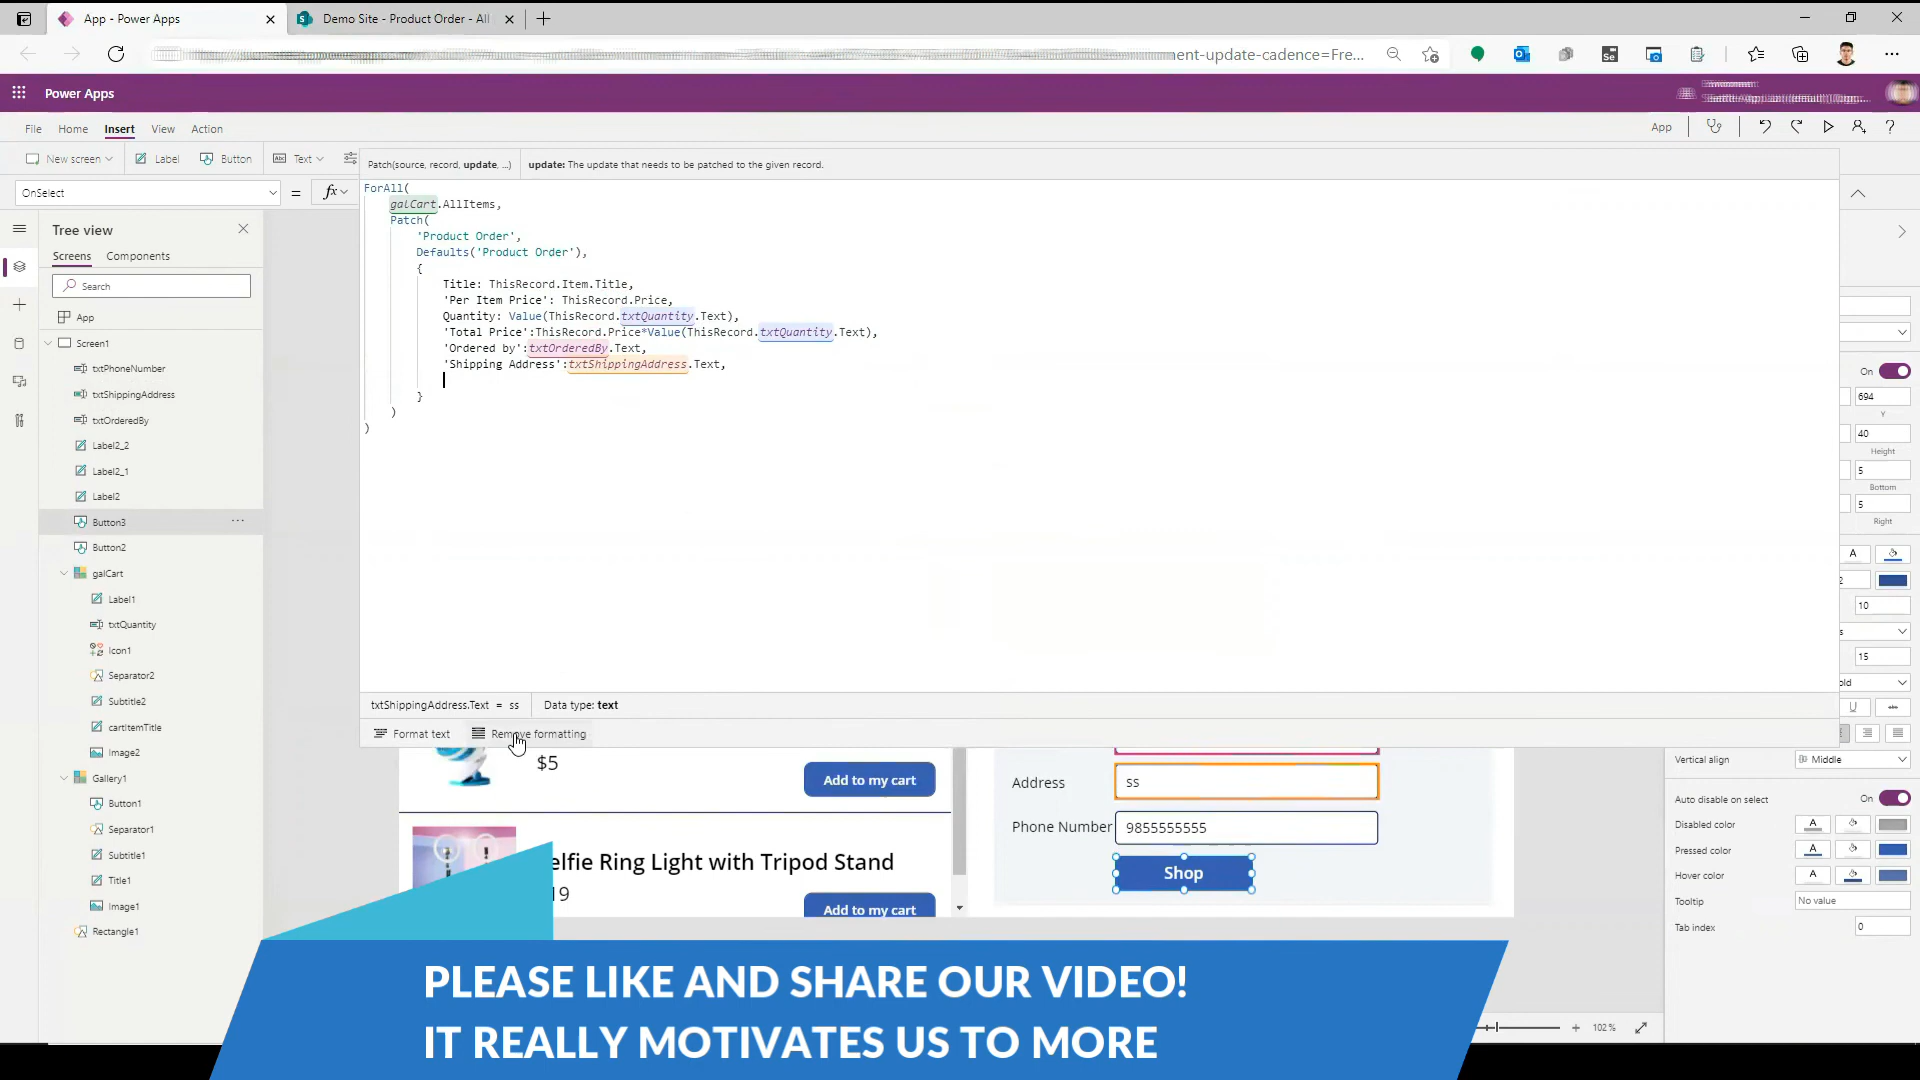 App - Power Apps
Demo Site - Product Order - All
ent-update-cadence=Fre...
Power Apps
File Home Insert View Action
App
New screen Label Button Text
Patch(source, record, update, ...) update: The update that needs to be patched to the given record.
OnSelect = fx
ForAll(
galCart.AllItems,
Patch(
'Product Order',
Defaults('Product Order'),
{
Title: ThisRecord.Item.Title,
'Per Item Price': ThisRecord.Price,
Quantity: Value(ThisRecord.txtQuantity.Text),
'Total Price':ThisRecord.Price*Value(ThisRecord.txtQuantity.Text),
'Ordered by':txtOrderedBy.Text,
'Shipping Address':txtShippingAddress.Text,
}
)
)
Tree view
Screens Components
Search
App
Screen1
txtPhoneNumber
txtShippingAddress
txtOrderedBy
Label2_2
Label2_1
Label2
Button3 ...
Button2
galCart
Label1
txtQuantity
Icon1
Separator2
Subtitle2
cartItemTitle
Image2
Gallery1
Button1
Separator1
Subtitle1
Title1
Image1
Rectangle1
txtShippingAddress.Text = ss Data type: text
Format text Remove formatting
$5
Add to my cart
elfie Ring Light with Tripod Stand
19
Add to my cart
Address ss
Phone Number 9855555555
Shop
On
694
Y
40
Height
5
Bottom
5
Right
A
2
10
s
15
old
U
Vertical align Middle
Auto disable on select On
Disabled color A
Pressed color A
Hover color A
Tooltip No value
Tab index 0
102 %
PLEASE LIKE AND SHARE OUR VIDEO!
IT REALLY MOTIVATES US TO MORE